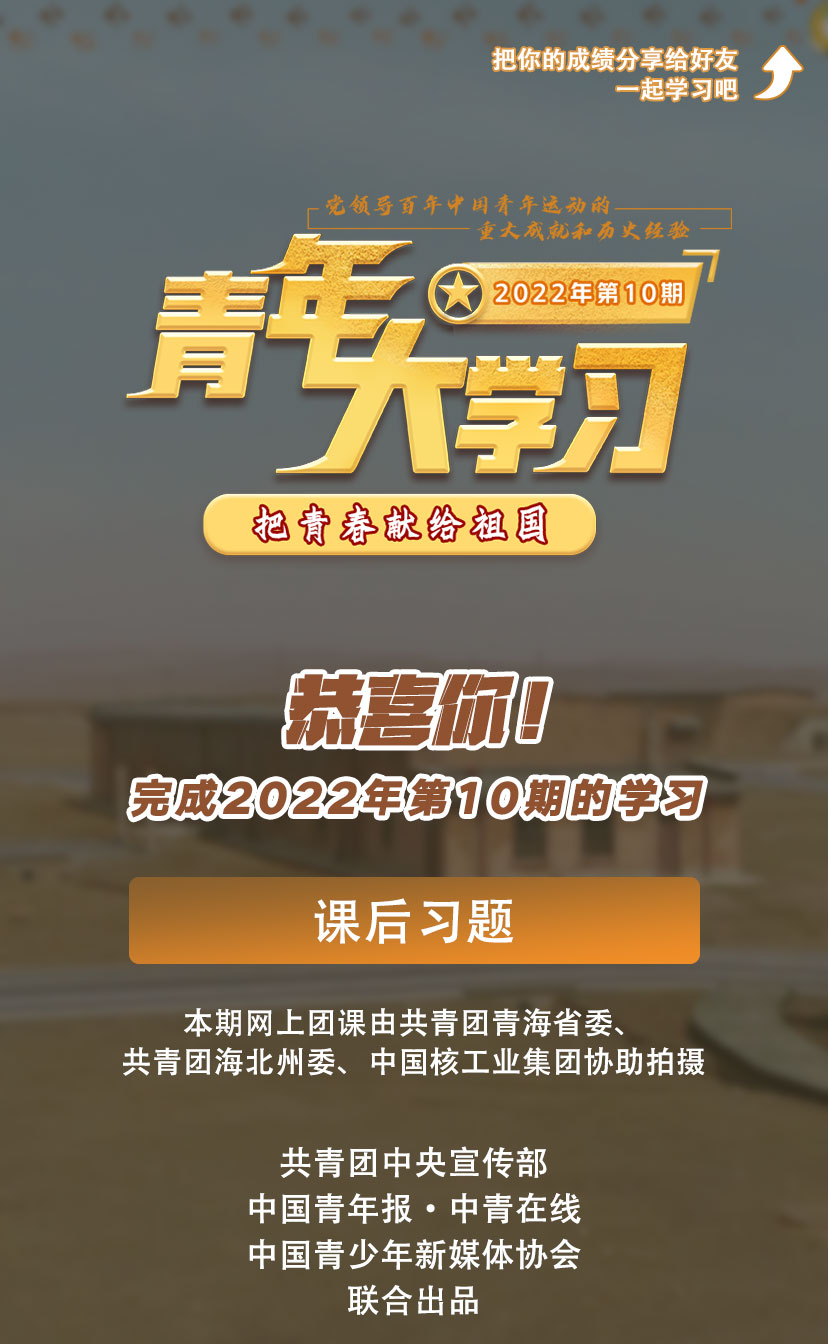 把你的成绩分享给好友
一起学习吧
党领导百年中国青年运动的
重大成就和历史经验
2022年第10期
青年大学习
把青春献给祖国
恭喜你!
完成2022年第10期的学习
课后习题
本期网上团课由共青团青海省委、
共青团海北州委、中国核工业集团协助拍摄
共青团中央宣传部
中国青年报·中青在线
中国青少年新媒体协会
联合出品